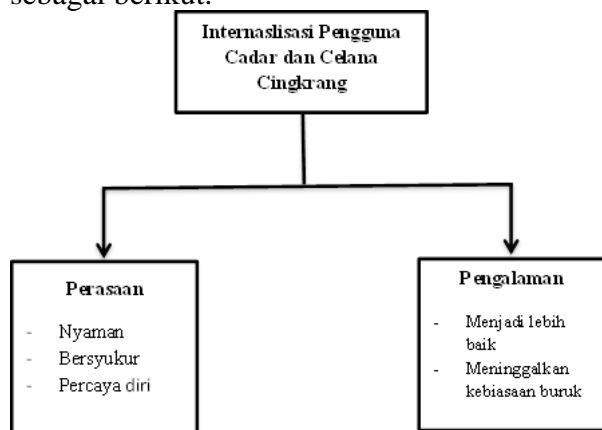 sebagai berikut:
Internaslisasi Pengguna
Cadar dan Celana
Cingkrang
Perasaan
- Nyaman
- Bersyukur
- Percaya diri
Pengalaman
- Menjadi lebih
baik
- Meninggalkan
kebiasaan buruk